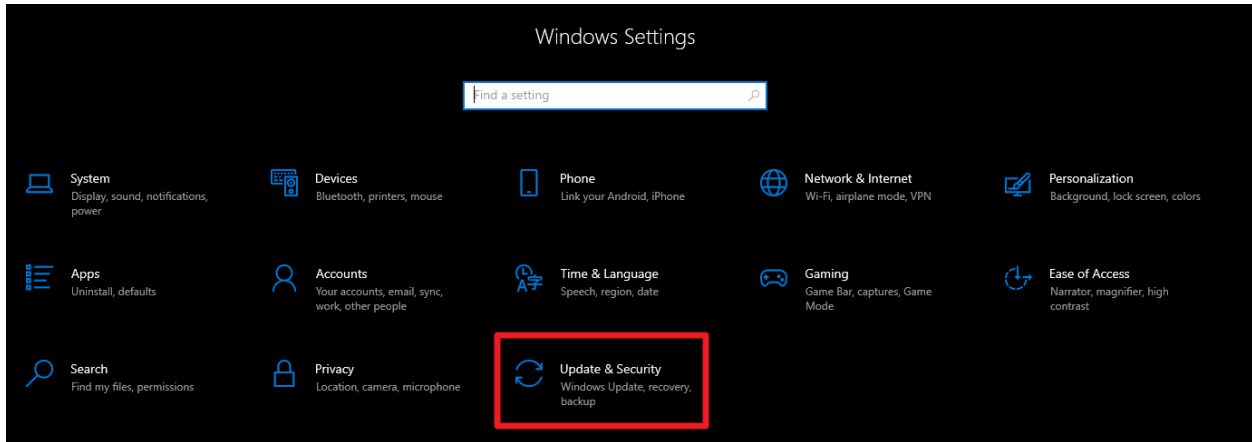 Windows Settings
Find a setting
System
Display, sound, notifications,
power
Devices
Bluetooth, printers, mouse
Phone
Link your Android, iPhone
Network & Internet
Wi-Fi, airplane mode, VPN
Personalization
Background, lock screen, colors
Apps
Uninstall, defaults
Accounts
Your accounts, email, sync,
work, other people
Time & Language
Speech, region, date
Gaming
Game Bar, captures, Game
Mode
Ease of Access
Narrator, magnifier, high
contrast
Search
Find my files, permissions
Privacy
Location, camera, microphone
Update & Security
Windows Update, recovery,
backup